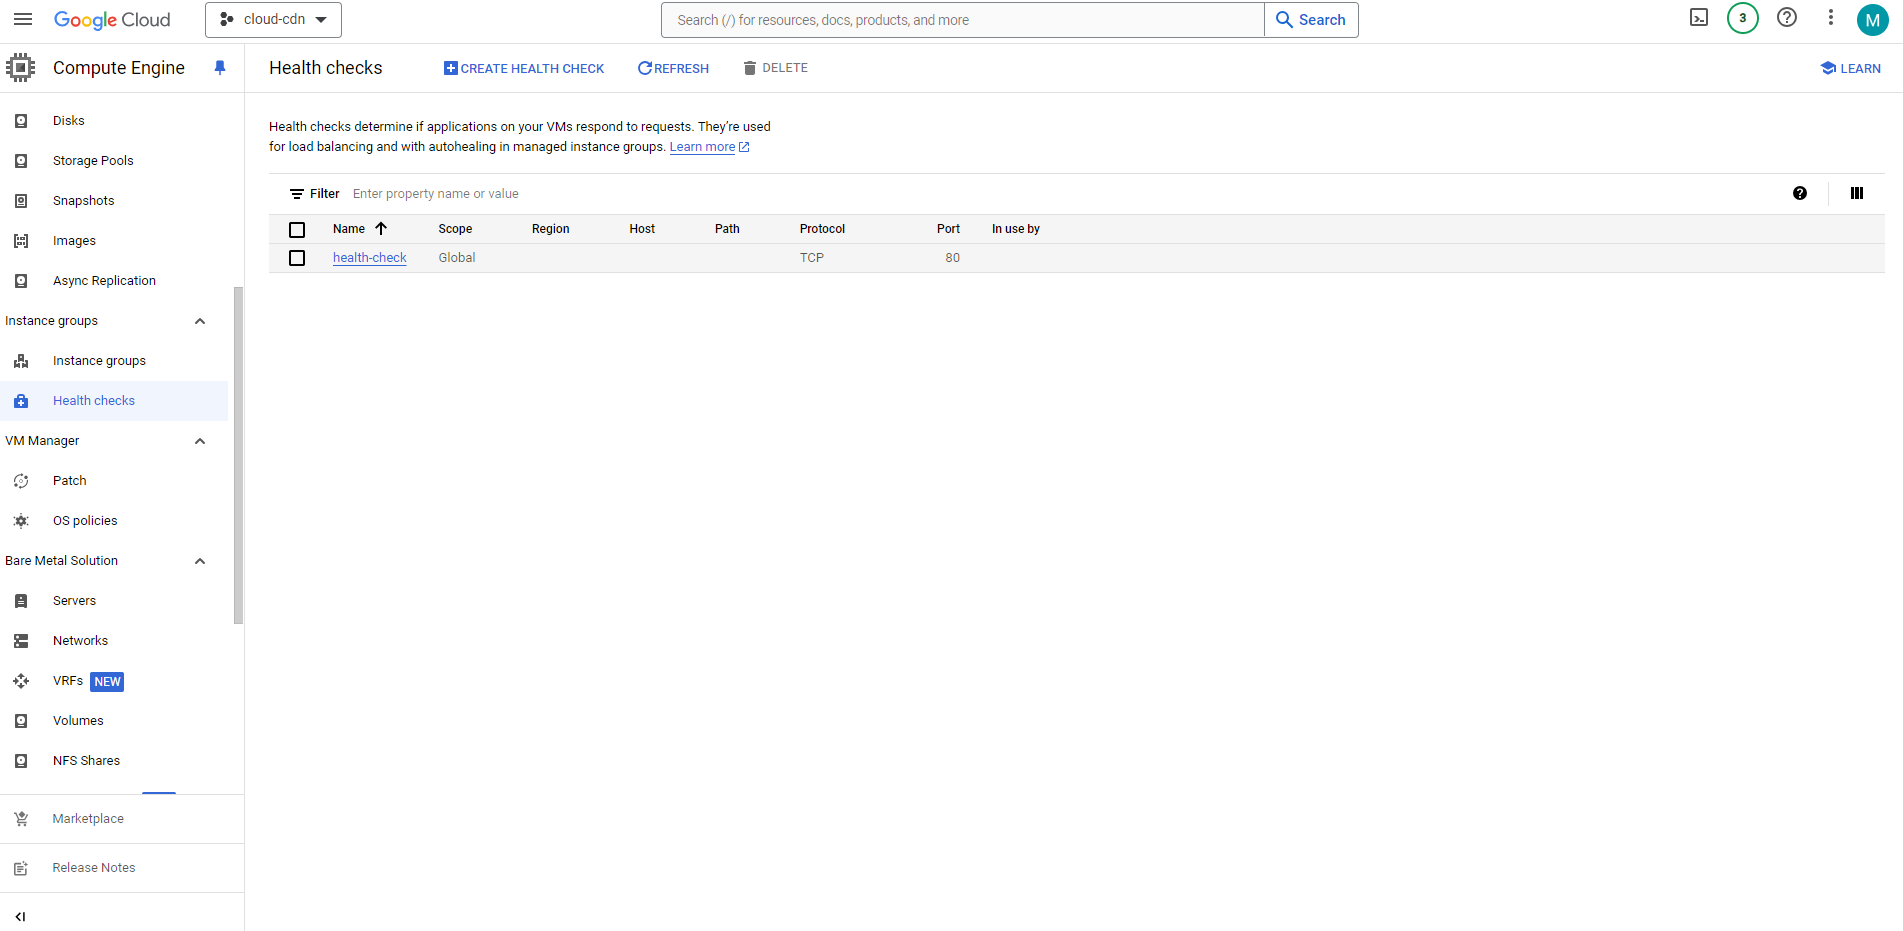 Google Cloud
cloud-cdn
Search (/) for resources, docs, products, and more
Search
3
M
Compute Engine
Health checks
CREATE HEALTH CHECK
REFRESH
DELETE
LEARN
Disks
Storage Pools
Snapshots
Images
Async Replication
Instance groups
Instance groups
Health checks
VM Manager
Patch
OS policies
Bare Metal Solution
Servers
Networks
VRFs NEW
Volumes
NFS Shares
Marketplace
Release Notes
Health checks determine if applications on your VMs respond to requests. They’re used
for load balancing and with autohealing in managed instance groups. Learn more
Filter Enter property name or value
Name Scope Region Host Path Protocol Port In use by
health-check Global TCP 80